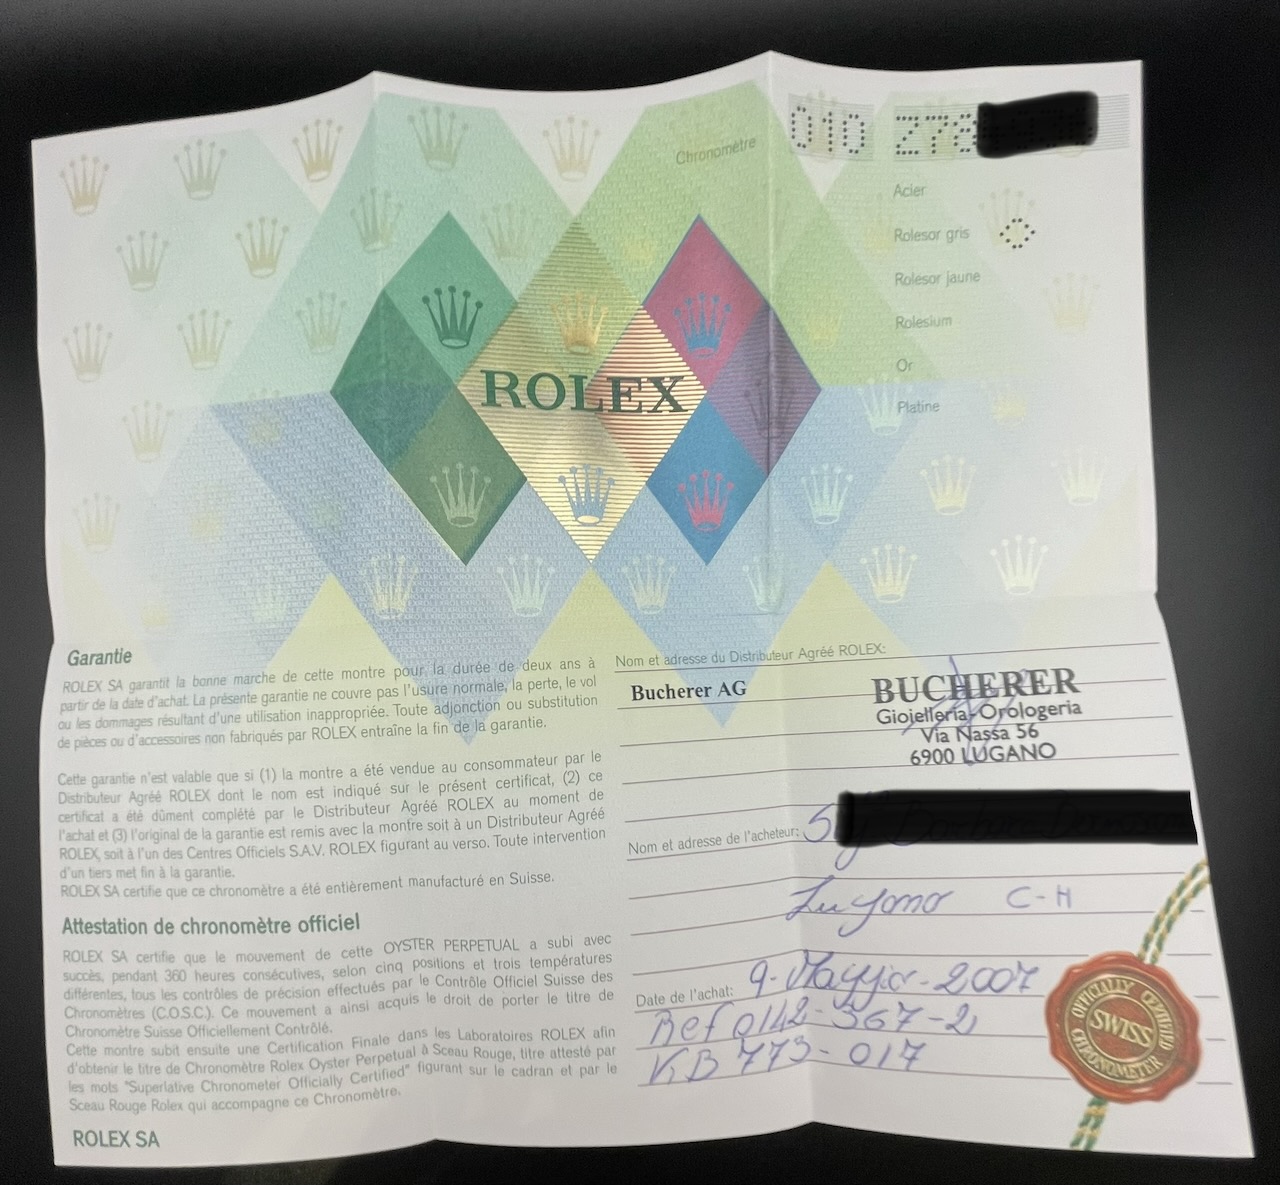 Chronomètre
010 Z78
Acier
Rolesor gris
Rolesor jaune
Rolesium
Or
Platine
ROLEX
Garantie
ROLEX SA garantit la bonne marche de cette montre pour la durée de deux ans à
partir de la date d'achat. La présente garantie ne couvre pas l'usure normale, la perte, le vol
ou les dommages résultant d'une utilisation inappropriée. Toute adjonction ou substitution
de pièces ou d'accessoires non fabriqués par ROLEX entraîne la fin de la garantie.
Cette garantie n'est valable que si (1) la montre a été vendue au consommateur par le
Distributeur Agréé ROLEX dont le nom est indiqué sur le présent certificat, (2) ce
certificat a été dûment complété par le Distributeur Agréé ROLEX au moment de
l'achat et (3) l'original de la garantie est remis avec la montre soit à un Distributeur Agréé
ROLEX, soit à l'un des Centres Officiels S.A.V. ROLEX figurant au verso. Toute intervention
d'un tiers met fin à la garantie.
ROLEX SA certifie que ce chronomètre a été entièrement manufacturé en Suisse.
Attestation de chronomètre officiel
ROLEX SA certifie que le mouvement de cette OYSTER PERPETUAL a subi avec
succès, pendant 360 heures consécutives, selon cinq positions et trois températures
différentes, tous les contrôles de précision effectués par le Contrôle Officiel Suisse des
Chronomètres (C.O.S.C.). Ce mouvement a ainsi acquis le droit de porter le titre de
Chronomètre Suisse Officiellement Contrôlé.
Cette montre subit ensuite une Certification Finale dans les Laboratoires ROLEX afin
d'obtenir le titre de Chronomètre Rolex Oyster Perpetual à Sceau Rouge, titre attesté par
les mots "Superlative Chronometer Officially Certified" figurant sur le cadran et par le
Sceau Rouge Rolex qui accompagne ce Chronomètre.
ROLEX SA
Nom et adresse du Distributeur Agréé ROLEX:
Bucherer AG
BUCHERER
Gioielleria-Orologeria
Via Nassa 56
6900 LUGANO
Nom et adresse de l'acheteur:
C-H
Date de l'achat: 9-Maggio-2007
Ref 0142-367-2
KB 773-017
OFFICIALLY CERTIFIED
SWISS
CHRONOMETER